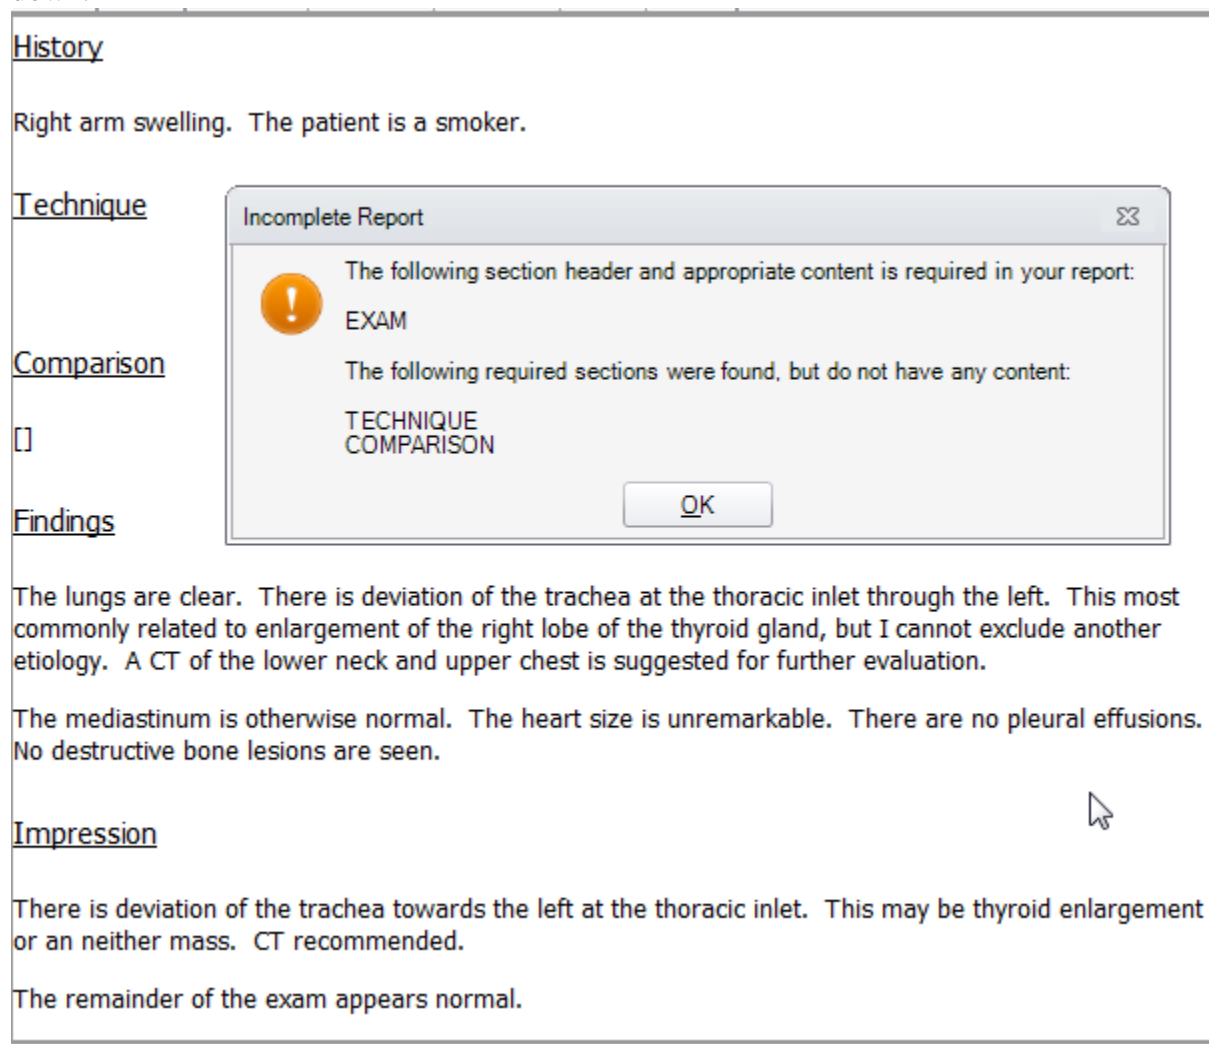 History
Right arm swelling.  The patient is a smoker.
Technique
Incomplete Report
The following section header and appropriate content is required in your report:
EXAM
The following required sections were found, but do not have any content:
TECHNIQUE
COMPARISON
OK
Comparison
[]
Findings
The lungs are clear.  There is deviation of the trachea at the thoracic inlet through the left.  This most
commonly related to enlargement of the right lobe of the thyroid gland, but I cannot exclude another
etiology.  A CT of the lower neck and upper chest is suggested for further evaluation.
The mediastinum is otherwise normal.  The heart size is unremarkable.  There are no pleural effusions.
No destructive bone lesions are seen.
Impression
There is deviation of the trachea towards the left at the thoracic inlet.  This may be thyroid enlargement
or an neither mass.  CT recommended.
The remainder of the exam appears normal.